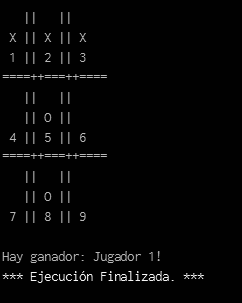 ||   ||
X || X || X
1 || 2 || 3
====++===++====
||   ||
|| O ||
4 || 5 || 6
====++===++====
||   ||
|| O ||
7 || 8 || 9
Hay ganador: Jugador 1!
*** Ejecución Finalizada. ***